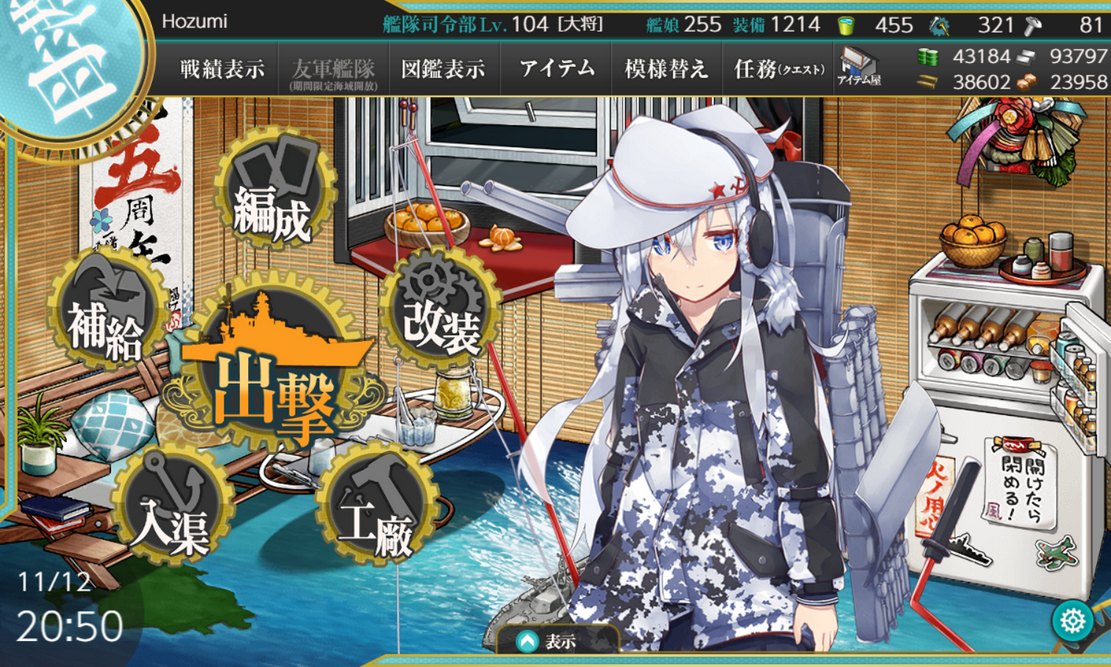 Hozumi
艦隊司令部Lv.104 [大将]
艦娘 255 装備 1214 455 321 81
母港
戦績表示
友軍艦隊
(期間限定海域開放)
図鑑表示
アイテム
模様替え
任務(クエスト)
アイテム屋
43184 93797
38602 23958
五
周
年
編成
補給
出撃
改装
入渠
工廠
開けたら
閉める!
火ノ用心
11/12
20:50
表示